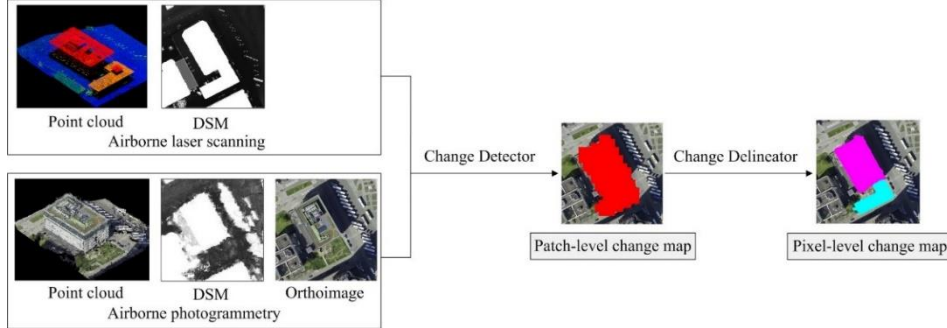 Point cloud DSM
Airborne laser scanning
Point cloud DSM Orthoimage
Airborne photogrammetry
Change Detector
Patch-level change map
Change Delineator
Pixel-level change map